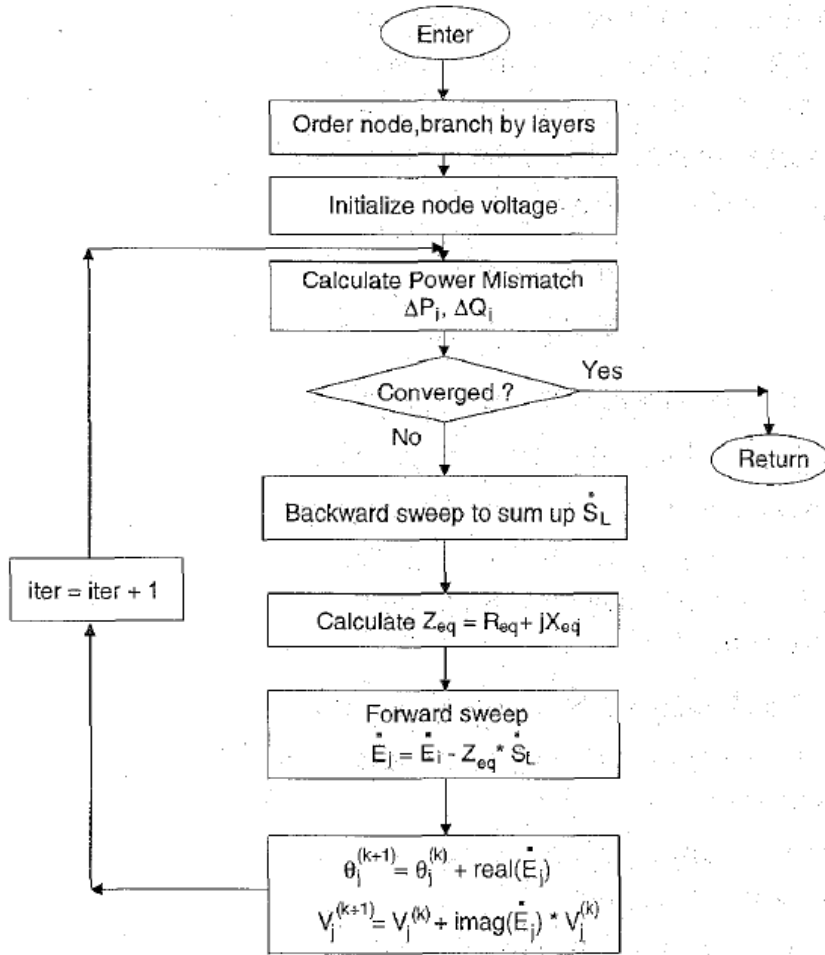 Enter
Order node,branch by layers
Initialize node voltage
Calculate Power Mismatch
ΔP_i, ΔQ_i
Converged ?
Yes
No
Return
Backward sweep to sum up Ṡ_L
iter = iter + 1
Calculate Z_eq = R_eq + jX_eq
Forward sweep
Ė_j = Ė_i - Z_eq * Ṡ_L
θ_j^(k+1) = θ_j^(k) + real(Ė_j)
V_j^(k+1) = V_j^(k) + imag(Ė_j) * V_j^(k)